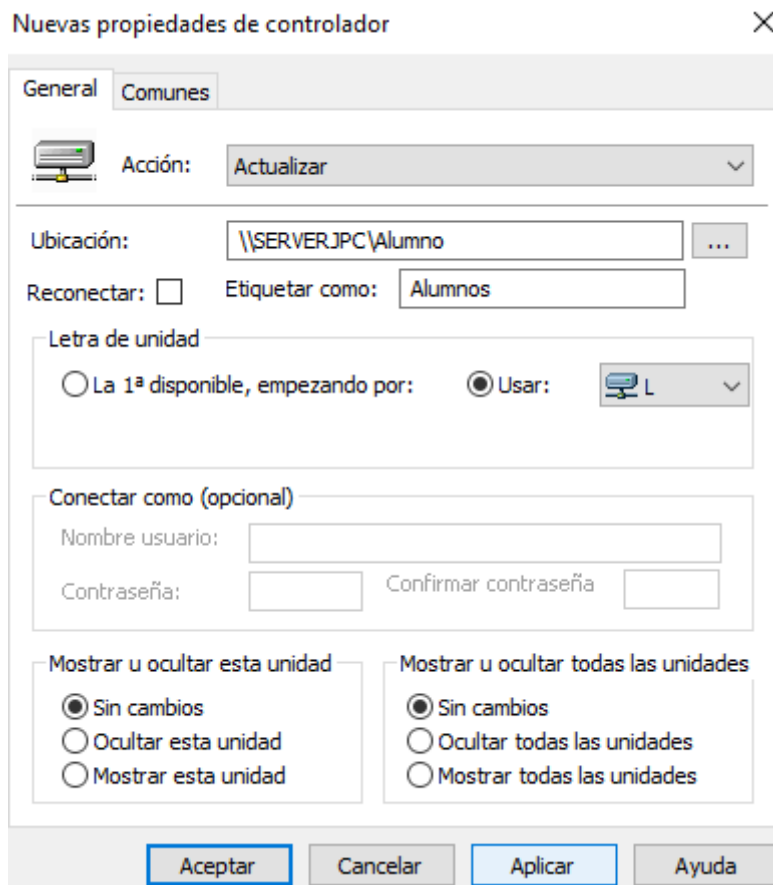 Nuevas propiedades de controlador
General Comunes
Acción: Actualizar
Ubicación: \\SERVERJPC\Alumno ...
Reconectar: Etiquetar como: Alumnos
Letra de unidad
La 1ª disponible, empezando por: Usar: L
Conectar como (opcional)
Nombre usuario:
Contraseña: Confirmar contraseña
Mostrar u ocultar esta unidad Mostrar u ocultar todas las unidades
Sin cambios Sin cambios
Ocultar esta unidad Ocultar todas las unidades
Mostrar esta unidad Mostrar todas las unidades
Aceptar Cancelar Aplicar Ayuda